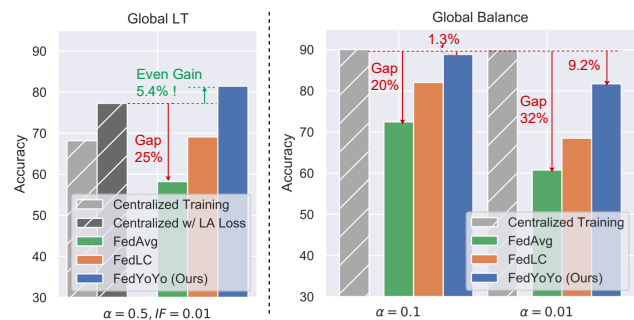 Global LT
Accuracy
90
80
70
60
50
40
30
Even Gain
5.4% !
Gap
25%
Centralized Training
Centralized w/ LA Loss
FedAvg
FedLC
FedYoYo (Ours)
α = 0.5, IF = 0.01
Global Balance
Accuracy
90
80
70
60
50
40
30
1.3%
Gap
20%
9.2%
Gap
32%
Centralized Training
FedAvg
FedLC
FedYoYo (Ours)
α = 0.1
α = 0.01